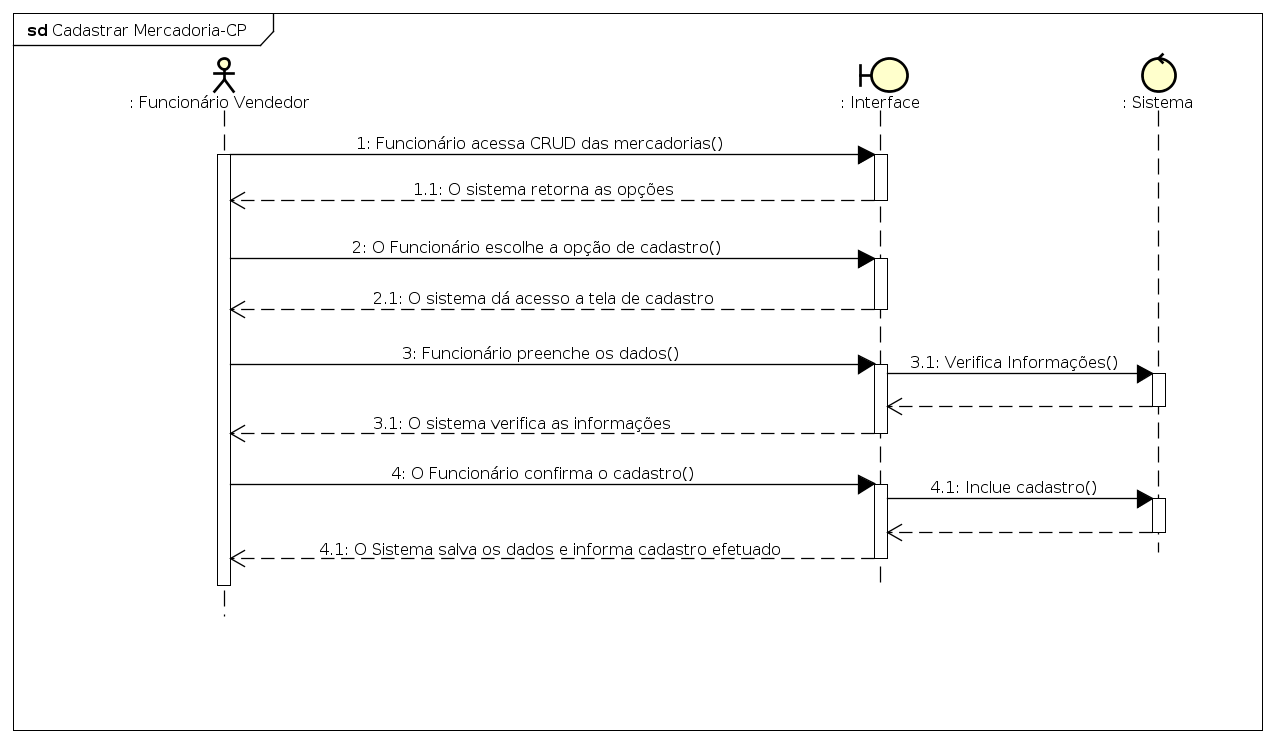 sd Cadastrar Mercadoria-CP
: Funcionário Vendedor
: Interface
: Sistema
1: Funcionário acessa CRUD das mercadorias()
1.1: O sistema retorna as opções
2: O Funcionário escolhe a opção de cadastro()
2.1: O sistema dá acesso a tela de cadastro
3: Funcionário preenche os dados()
3.1: Verifica Informações()
3.1: O sistema verifica as informações
4: O Funcionário confirma o cadastro()
4.1: Inclue cadastro()
4.1: O Sistema salva os dados e informa cadastro efetuado